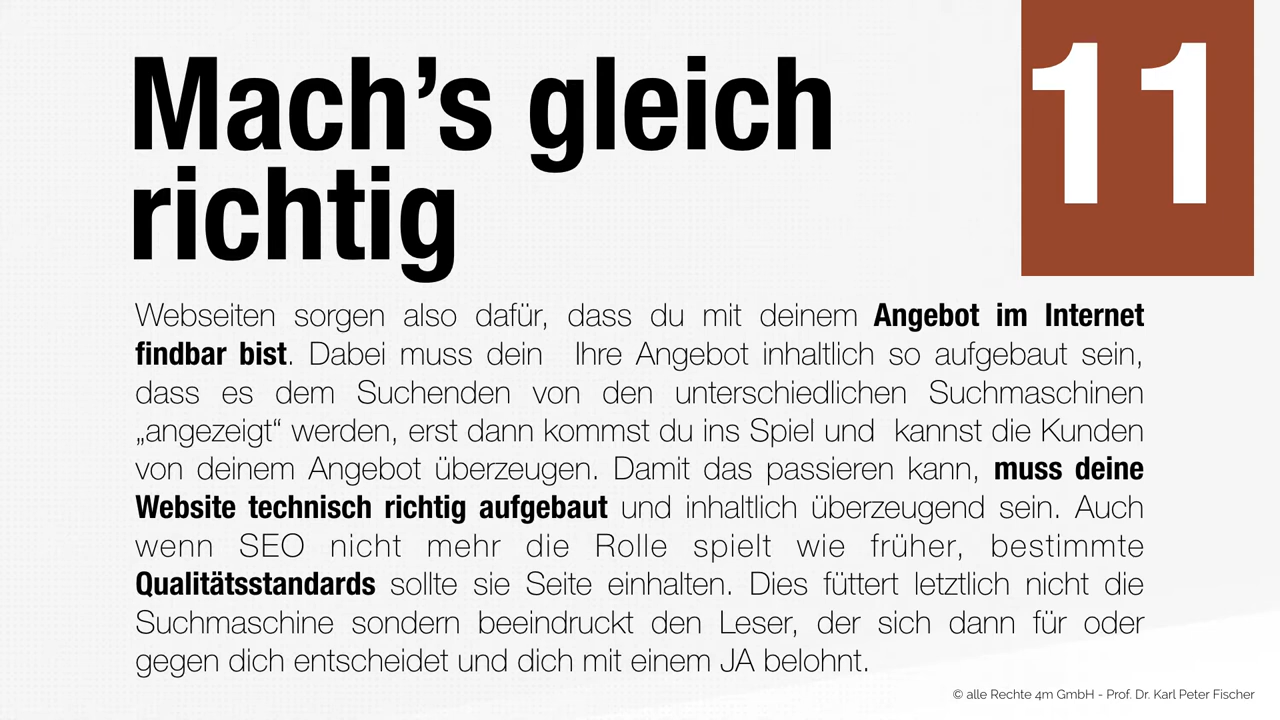 Mach’s gleich
richtig
11
Webseiten sorgen also dafür, dass du mit deinem Angebot im Internet
findbar bist. Dabei muss dein Ihre Angebot inhaltlich so aufgebaut sein,
dass es dem Suchenden von den unterschiedlichen Suchmaschinen
„angezeigt“ werden, erst dann kommst du ins Spiel und kannst die Kunden
von deinem Angebot überzeugen. Damit das passieren kann, muss deine
Website technisch richtig aufgebaut und inhaltlich überzeugend sein. Auch
wenn SEO nicht mehr die Rolle spielt wie früher, bestimmte
Qualitätsstandards sollte sie Seite einhalten. Dies füttert letztlich nicht die
Suchmaschine sondern beeindruckt den Leser, der sich dann für oder
gegen dich entscheidet und dich mit einem JA belohnt.
© alle Rechte 4m GmbH - Prof. Dr. Karl Peter Fischer